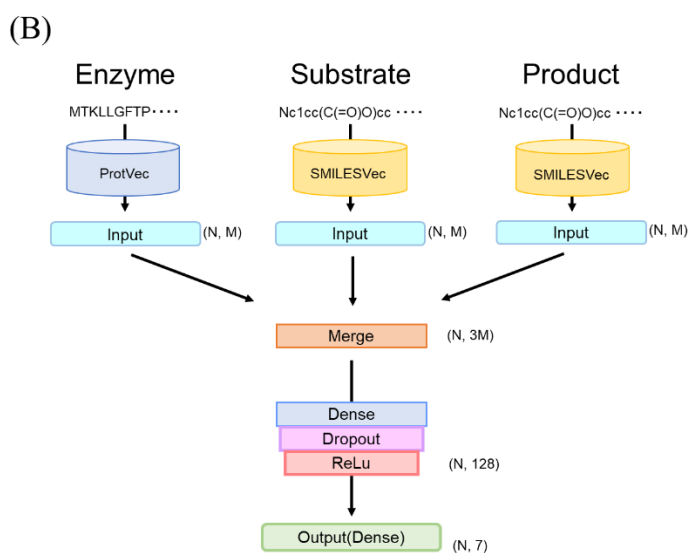 (B)
Enzyme Substrate Product
MTKLLGFTP···· Nc1cc(C(=O)O)cc ···· Nc1cc(C(=O)O)cc ····
ProtVec SMILESVec SMILESVec
Input (N, M) Input (N, M) Input (N, M)
Merge (N, 3M)
Dense
Dropout
ReLu (N, 128)
Output(Dense) (N, 7)